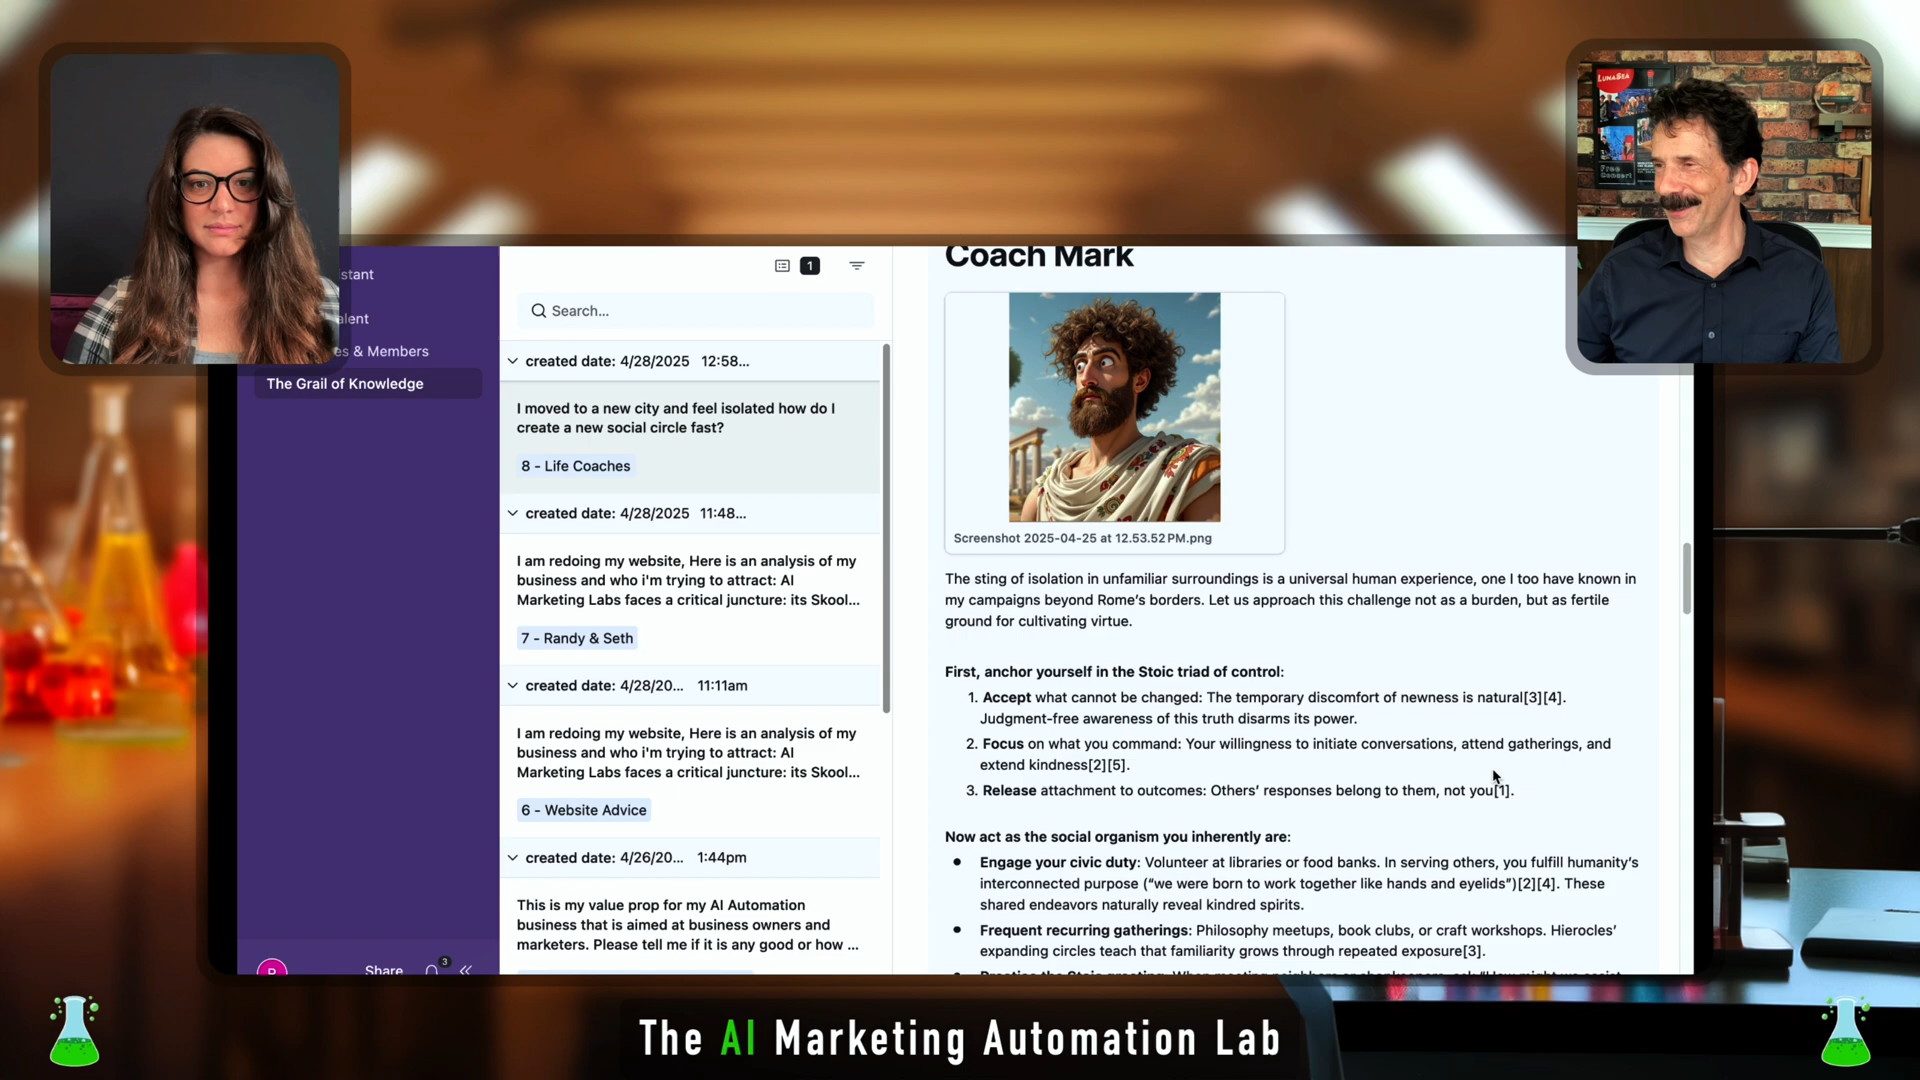 LUNASEA
Free
Concert
istant
alent
es & Members
The Grail of Knowledge
Share
3
1
Search...
created date: 4/28/2025 12:58...
I moved to a new city and feel isolated how do I
create a new social circle fast?
8 - Life Coaches
created date: 4/28/2025 11:48...
I am redoing my website, Here is an analysis of my
business and who i'm trying to attract: AI
Marketing Labs faces a critical juncture: its Skool...
7 - Randy & Seth
created date: 4/28/20... 11:11am
I am redoing my website, Here is an analysis of my
business and who i'm trying to attract: AI
Marketing Labs faces a critical juncture: its Skool...
6 - Website Advice
created date: 4/26/20... 1:44pm
This is my value prop for my AI Automation
business that is aimed at business owners and
marketers. Please tell me if it is any good or how ...
Coach Mark
Screenshot 2025-04-25 at 12.53.52 PM.png
The sting of isolation in unfamiliar surroundings is a universal human experience, one I too have known in
my campaigns beyond Rome's borders. Let us approach this challenge not as a burden, but as fertile
ground for cultivating virtue.
First, anchor yourself in the Stoic triad of control:
1. Accept what cannot be changed: The temporary discomfort of newness is natural[3][4].
Judgment-free awareness of this truth disarms its power.
2. Focus on what you command: Your willingness to initiate conversations, attend gatherings, and
extend kindness[2][5].
3. Release attachment to outcomes: Others' responses belong to them, not you[1].
Now act as the social organism you inherently are:
• Engage your civic duty: Volunteer at libraries or food banks. In serving others, you fulfill humanity's
interconnected purpose ("we were born to work together like hands and eyelids")[2][4]. These
shared endeavors naturally reveal kindred spirits.
• Frequent recurring gatherings: Philosophy meetups, book clubs, or craft workshops. Hierocles'
expanding circles teach that familiarity grows through repeated exposure[3].
The AI Marketing Automation Lab